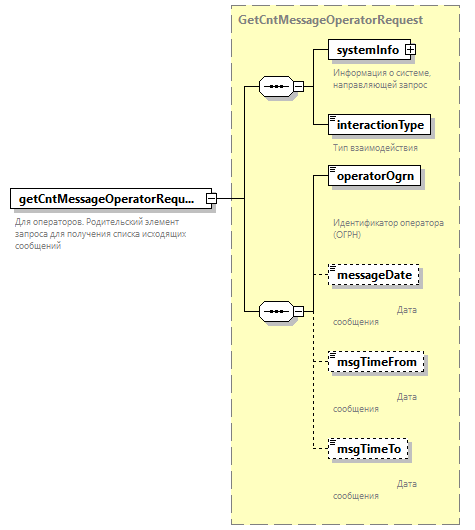 GetCntMessageOperatorRequest
systemInfo
Информация о системе,
направляющей запрос
interactionType
Тип взаимодействия
getCntMessageOperatorRequ...
Для операторов. Родительский элемент
запроса для получения списка исходящих
сообщений
operatorOgrn
Идентификатор оператора
(ОГРН)
messageDate
Дата
сообщения
msgTimeFrom
Дата
сообщения
msgTimeTo
Дата
сообщения